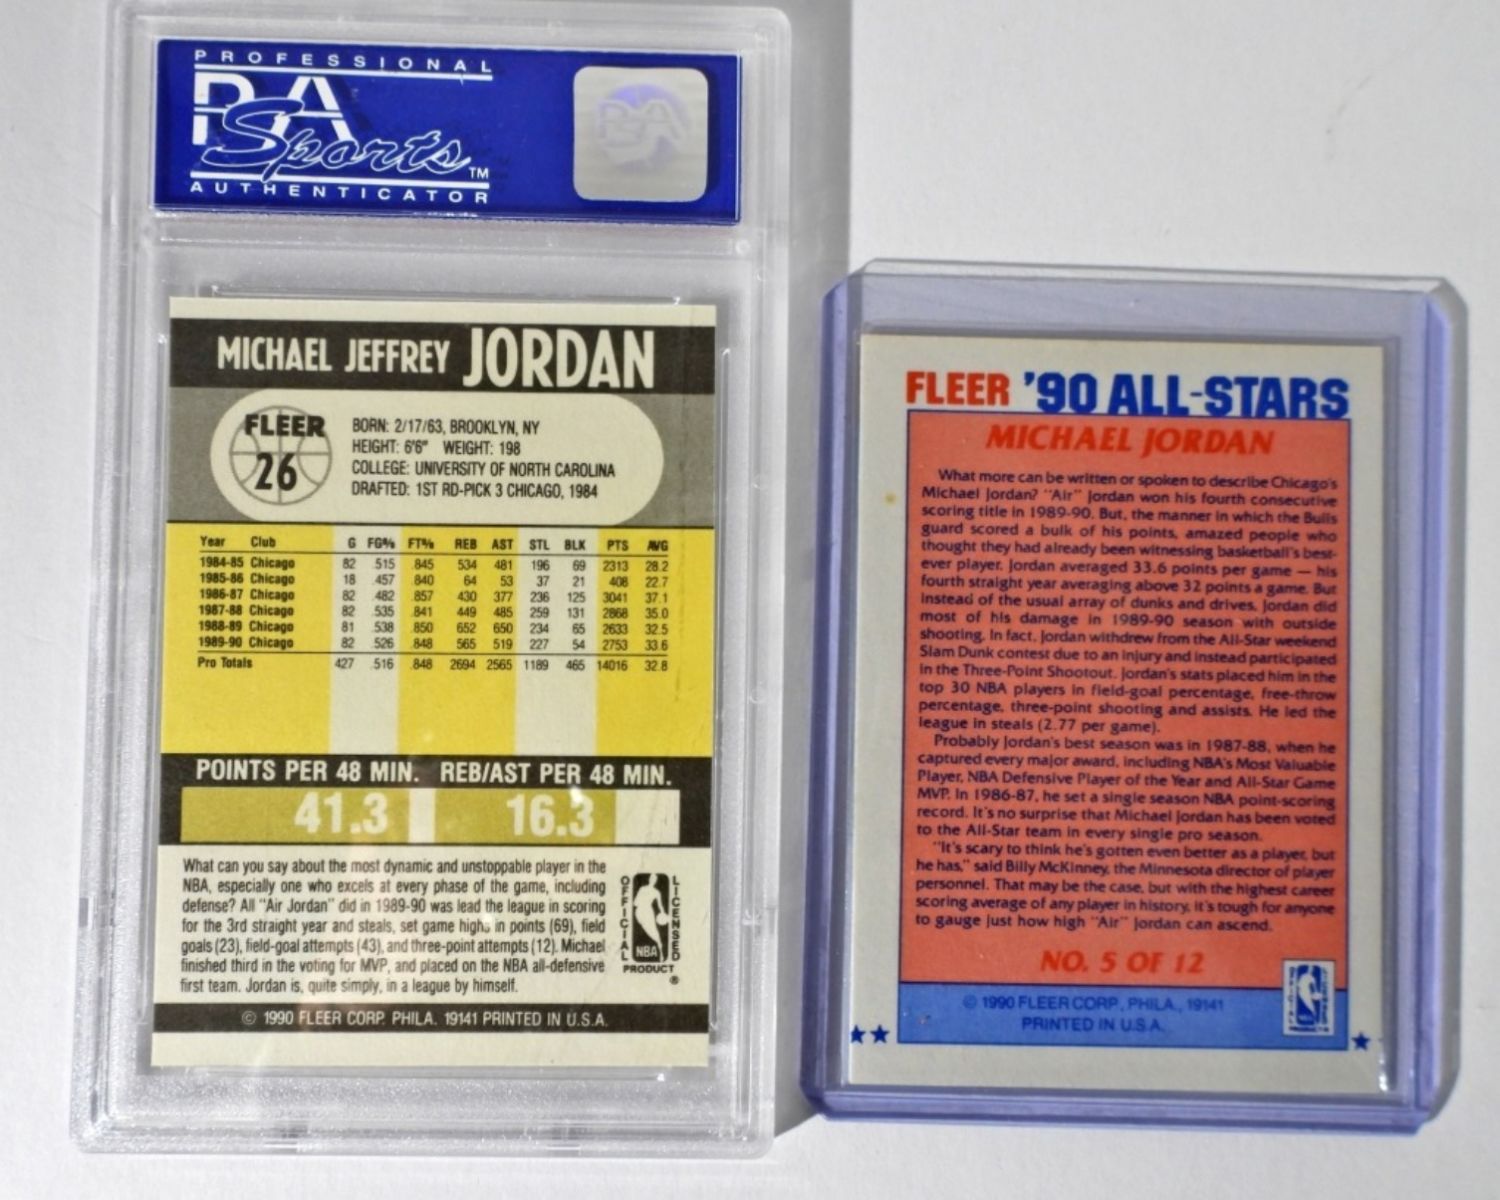 PROFESSIONAL
PSA
Sports™
AUTHENTICATOR
PSA
MICHAEL JEFFREY JORDAN
FLEER
26
BORN: 2/17/63, BROOKLYN, NY
HEIGHT: 6'6" WEIGHT: 198
COLLEGE: UNIVERSITY OF NORTH CAROLINA
DRAFTED: 1ST RD-PICK 3 CHICAGO, 1984
Year Club G FG% FT% REB AST STL BLK PTS AVG
1984-85 Chicago 82 .515 .845 534 481 196 69 2313 28.2
1985-86 Chicago 18 .457 .840 64 53 37 21 408 22.7
1986-87 Chicago 82 .482 .857 430 377 236 125 3041 37.1
1987-88 Chicago 82 .535 .841 449 485 259 131 2868 35.0
1988-89 Chicago 81 .538 .850 652 650 234 65 2633 32.5
1989-90 Chicago 82 .526 .848 565 519 227 54 2753 33.6
Pro Totals 427 .516 .848 2694 2565 1189 465 14016 32.8
POINTS PER 48 MIN. REB/AST PER 48 MIN.
41.3 16.3
What can you say about the most dynamic and unstoppable player in the
NBA, especially one who excels at every phase of the game, including
defense? All "Air Jordan" did in 1989-90 was lead the league in scoring
for the 3rd straight year and steals, set game highs in points (69), field
goals (23), field-goal attempts (43), and three-point attempts (12). Michael
finished third in the voting for MVP, and placed on the NBA all-defensive
first team. Jordan is, quite simply, in a league by himself.
OFFICIAL LICENSED
NBA
PRODUCT ®
© 1990 FLEER CORP. PHILA. 19141 PRINTED IN U.S.A.
FLEER '90 ALL-STARS
MICHAEL JORDAN
What more can be written or spoken to describe Chicago's
Michael Jordan? "Air" Jordan won his fourth consecutive
scoring title in 1989-90. But, the manner in which the Bulls
guard scored a bulk of his points, amazed people who
thought they had already been witnessing basketball's best-
ever player. Jordan averaged 33.6 points per game — his
fourth straight year averaging above 32 points a game. But
instead of the usual array of dunks and drives, Jordan did
most of his damage in 1989-90 season with outside
shooting. In fact, Jordan withdrew from the All-Star weekend
Slam Dunk contest due to an injury and instead participated
in the Three-Point Shootout. Jordan's stats placed him in the
top 30 NBA players in field-goal percentage, free-throw
percentage, three-point shooting and assists. He led the
league in steals (2.77 per game).
Probably Jordan's best season was in 1987-88, when he
captured every major award, including NBA's Most Valuable
Player, NBA Defensive Player of the Year and All-Star Game
MVP. In 1986-87, he set a single season NBA point-scoring
record. It's no surprise that Michael Jordan has been voted
to the All-Star team in every single pro season.
"It's scary to think he's gotten even better as a player, but
he has," said Billy McKinney, the Minnesota director of player
personnel. That may be the case, but with the highest career
scoring average of any player in history, it's tough for anyone
to gauge just how high "Air" Jordan can ascend.
NO. 5 OF 12
© 1990 FLEER CORP., PHILA., 19141
PRINTED IN U.S.A.